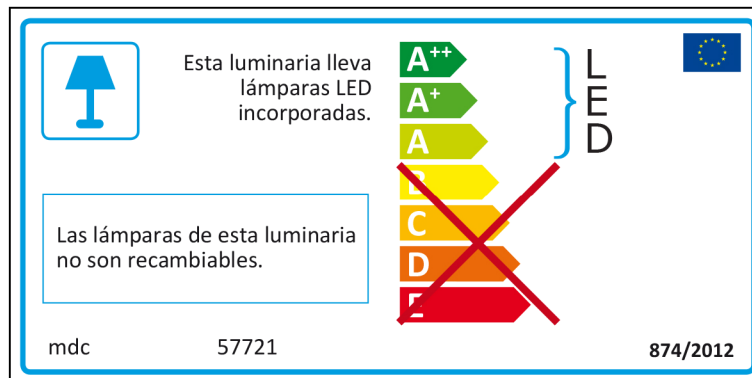 Esta luminaria lleva
lámparas LED
incorporadas.
A++
A+
A
B
C
D
E
L
E
D
Las lámparas de esta luminaria
no son recambiables.
mdc 57721
874/2012